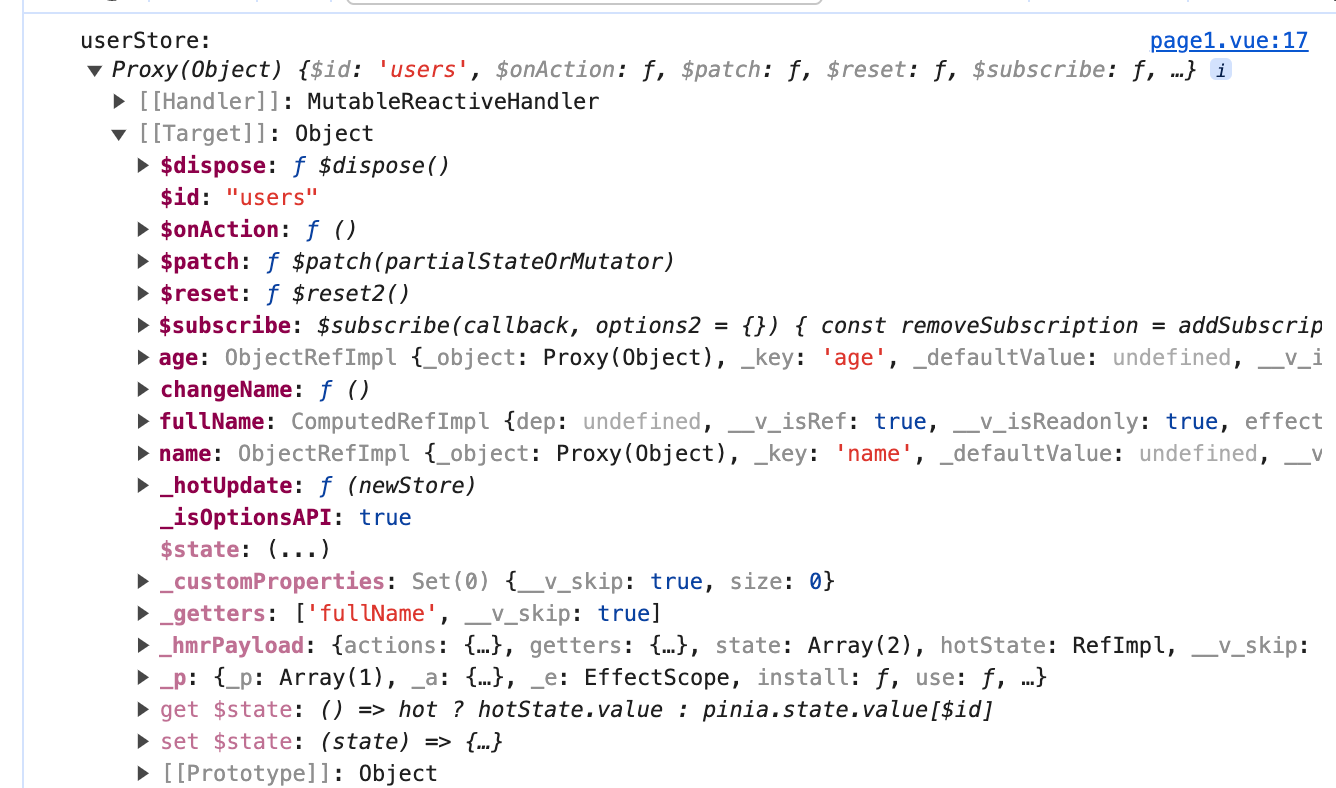 userStore: page1.vue:17
▼ Proxy(Object) {$id: 'users', $onAction: ƒ, $patch: ƒ, $reset: ƒ, $subscribe: ƒ, …} i
▶ [[Handler]]: MutableReactiveHandler
▼ [[Target]]: Object
▶ $dispose: ƒ $dispose()
$id: "users"
▶ $onAction: ƒ ()
▶ $patch: ƒ $patch(partialStateOrMutator)
▶ $reset: ƒ $reset2()
▶ $subscribe: $subscribe(callback, options2 = {}) { const removeSubscription = addSubscrip
▶ age: ObjectRefImpl {_object: Proxy(Object), _key: 'age', _defaultValue: undefined, __v_i
▶ changeName: ƒ ()
▶ fullName: ComputedRefImpl {dep: undefined, __v_isRef: true, __v_isReadonly: true, effect
▶ name: ObjectRefImpl {_object: Proxy(Object), _key: 'name', _defaultValue: undefined, __v
▶ _hotUpdate: ƒ (newStore)
_isOptionsAPI: true
$state: (...)
▶ _customProperties: Set(0) {__v_skip: true, size: 0}
▶ _getters: ['fullName', __v_skip: true]
▶ _hmrPayload: {actions: {…}, getters: {…}, state: Array(2), hotState: RefImpl, __v_skip:
▶ _p: {_p: Array(1), _a: {…}, _e: EffectScope, install: ƒ, use: ƒ, …}
▶ get $state: () => hot ? hotState.value : pinia.state.value[$id]
▶ set $state: (state) => {…}
▶ [[Prototype]]: Object